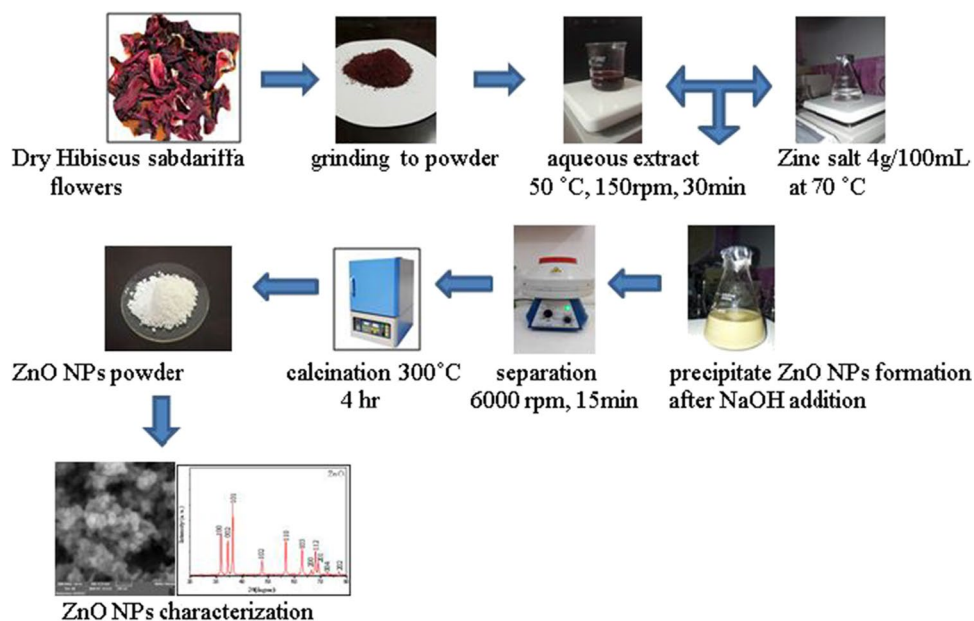 Dry Hibiscus sabdariffa
flowers
grinding to powder
aqueous extract
50 °C, 150rpm, 30min
Zinc salt 4g/100mL
at 70 °C
ZnO NPs powder
calcination 300°C
4 hr
separation
6000 rpm, 15min
precipitate ZnO NPs formation
after NaOH addition
ZnO
100
002
101
102
110
103
200
112
201
004
202
ZnO NPs characterization